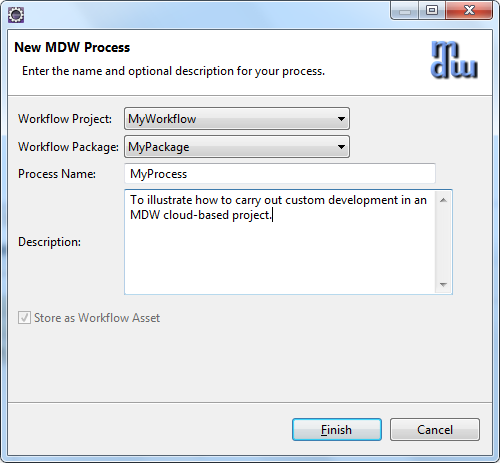 New MDW Process
Enter the name and optional description for your process.
mdw
Workflow Project: MyWorkflow
Workflow Package: MyPackage
Process Name: MyProcess
To illustrate how to carry out custom development in an
MDW cloud-based project.
Description:
Store as Workflow Asset
Finish Cancel